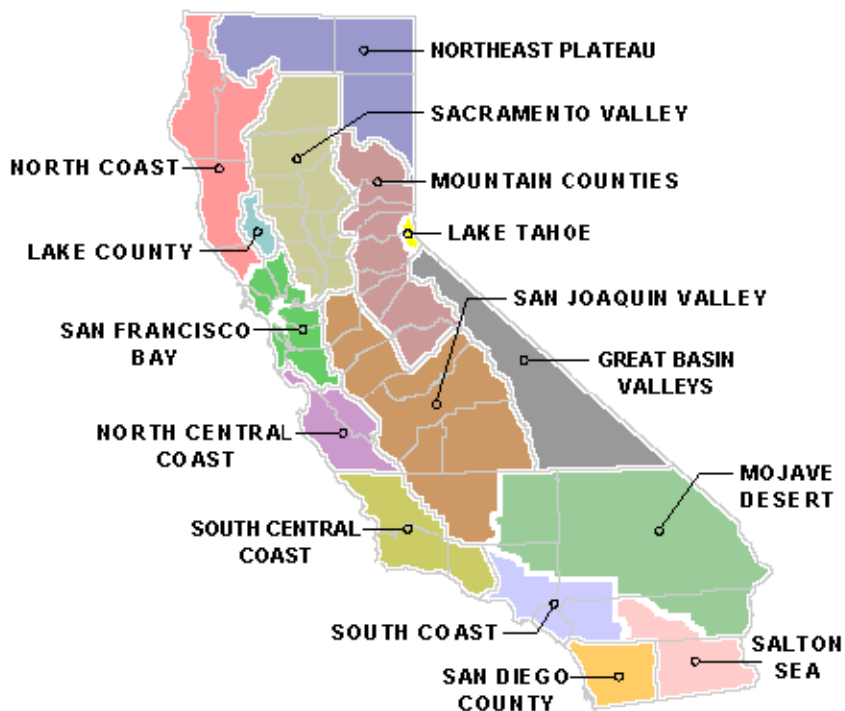 NORTHEAST PLATEAU
SACRAMENTO VALLEY
NORTH COAST
MOUNTAIN COUNTIES
LAKE TAHOE
LAKE COUNTY
SAN JOAQUIN VALLEY
SAN FRANCISCO
BAY
GREAT BASIN
VALLEYS
NORTH CENTRAL
COAST
MOJAVE
DESERT
SOUTH CENTRAL
COAST
SOUTH COAST
SALTON
SEA
SAN DIEGO
COUNTY